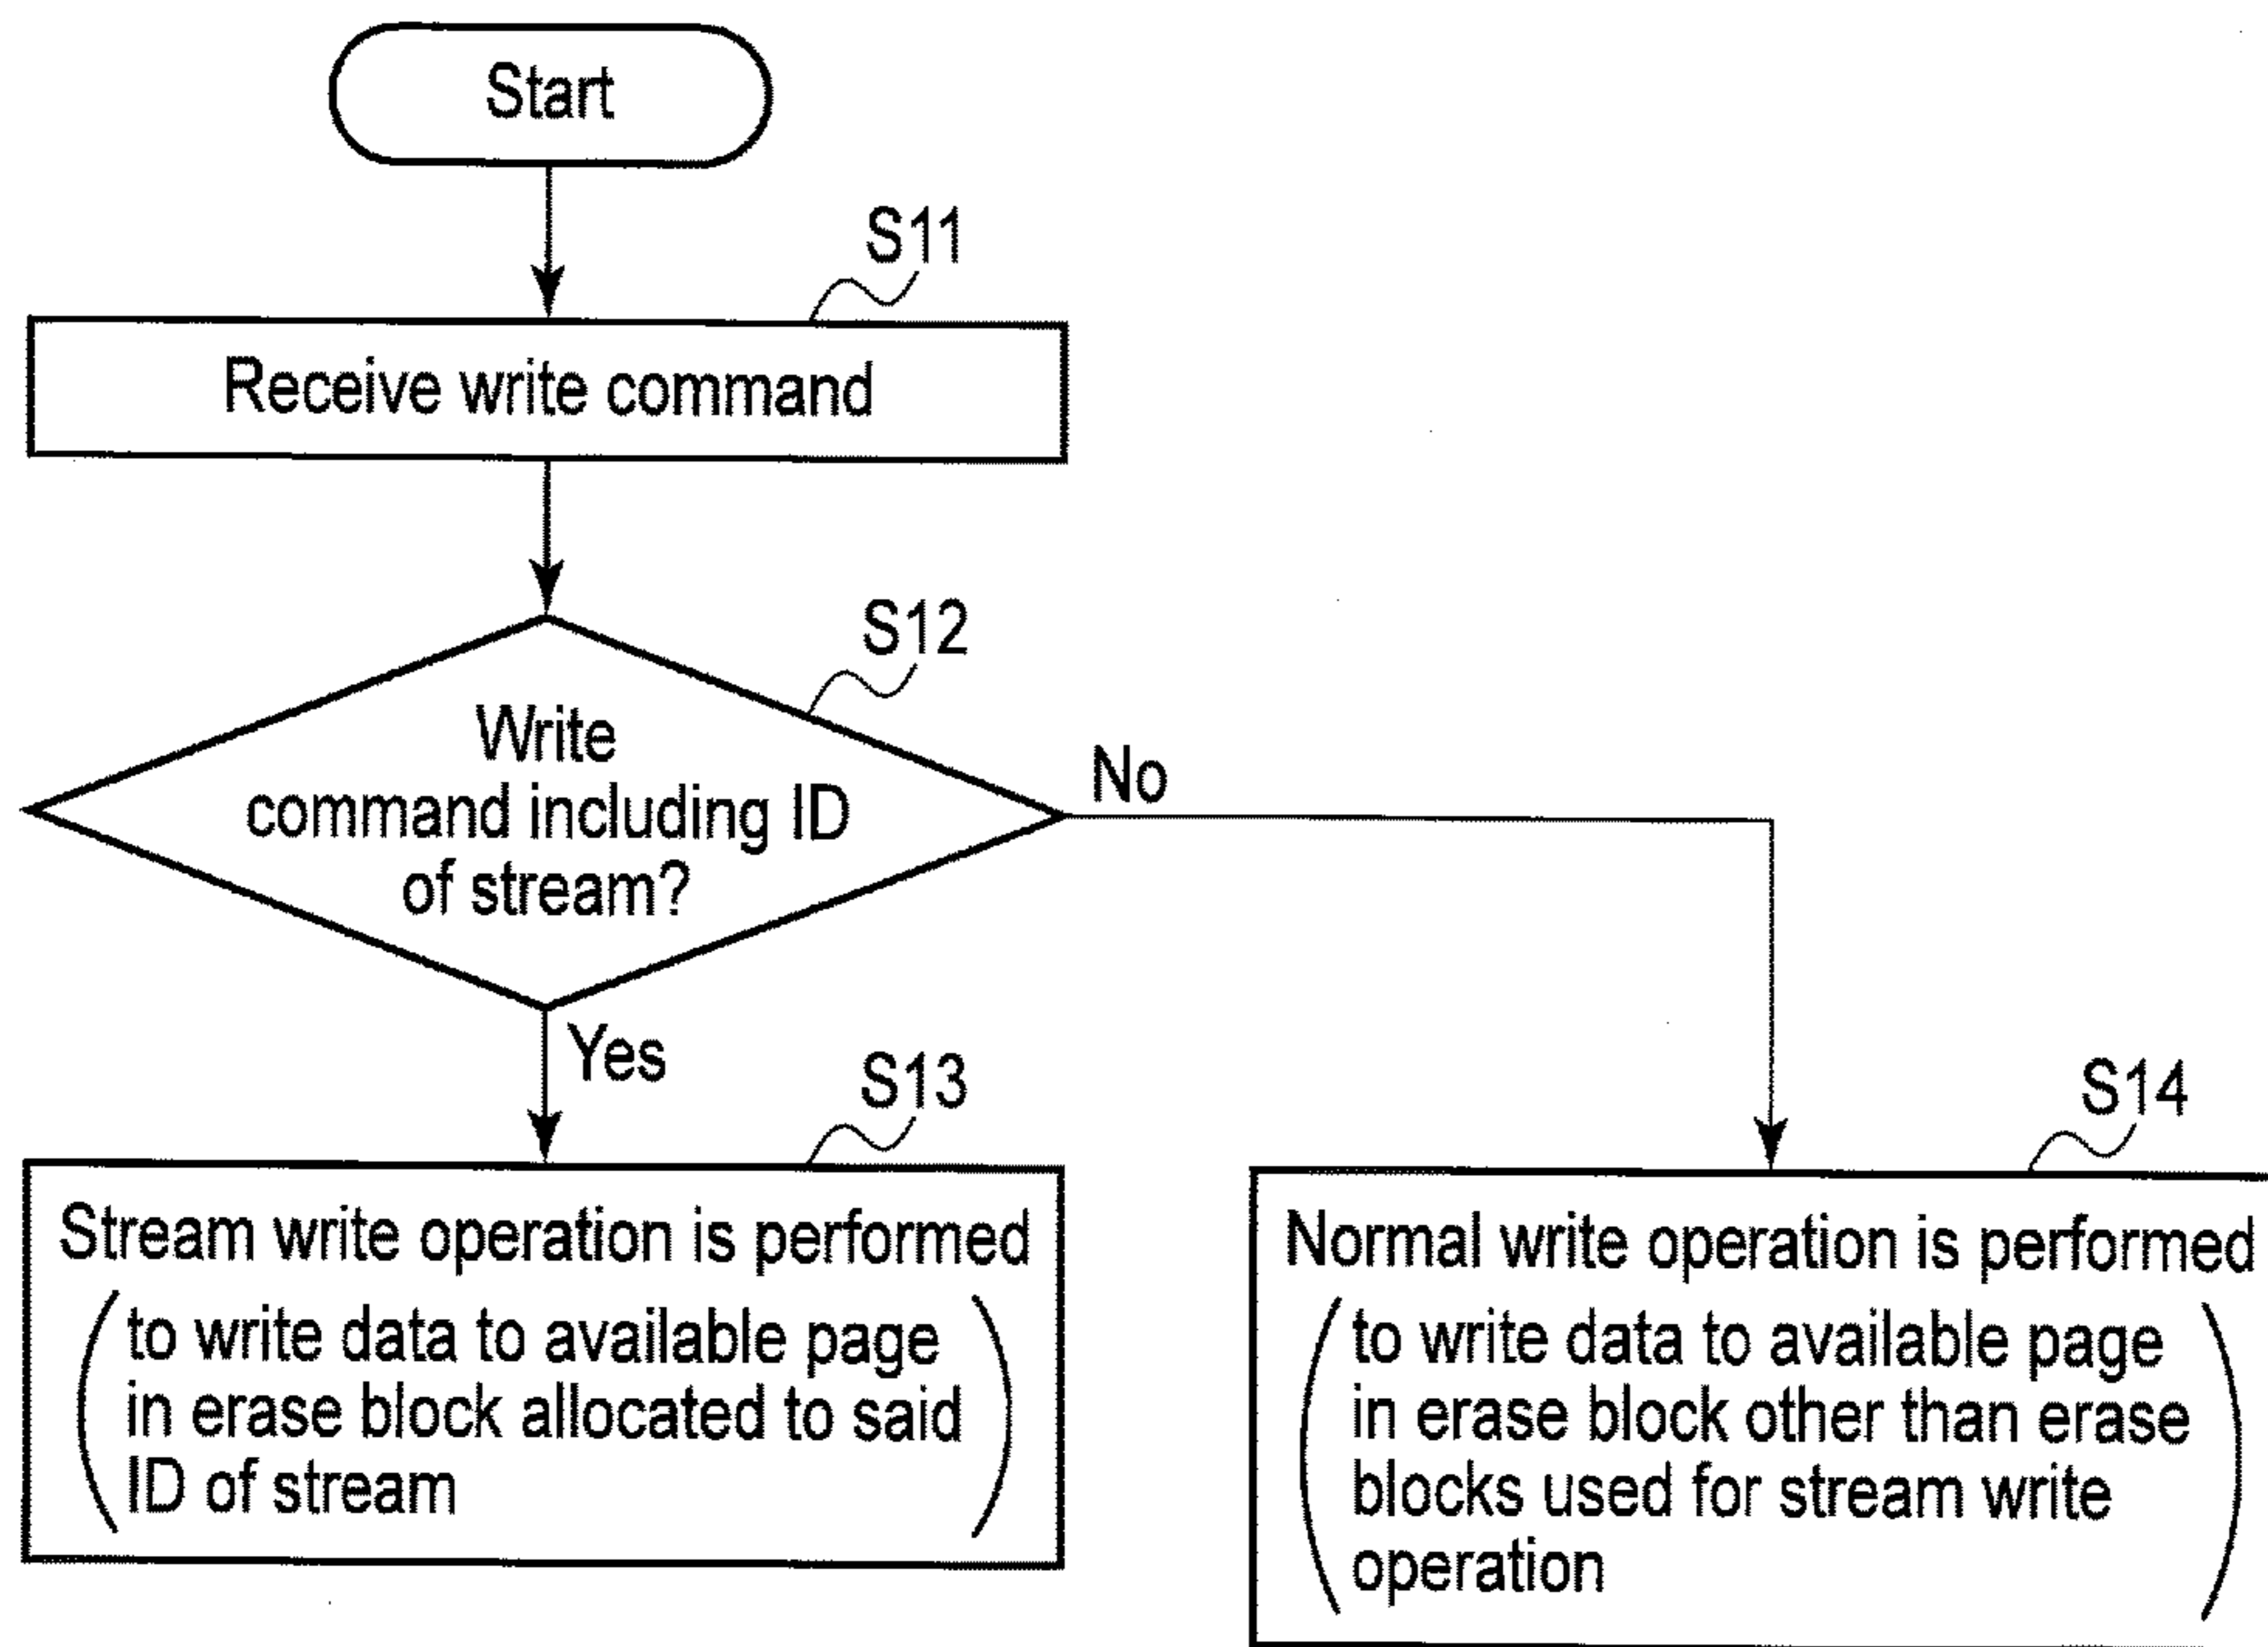 Start
S11
Receive write command
S12
Write
command including ID
of stream?
No
Yes
S13
Stream write operation is performed
to write data to available page
in erase block allocated to said
ID of stream
S14
Normal write operation is performed
to write data to available page
in erase block other than erase
blocks used for stream write
operation